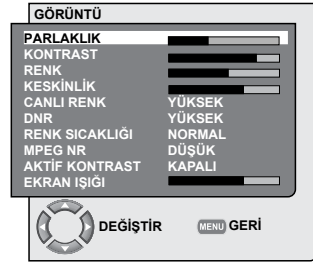 GÖRÜNTÜ
PARLAKLIK
KONTRAST
RENK
KESKİNLİK
CANLI RENK YÜKSEK
DNR YÜKSEK
RENK SICAKLIĞI NORMAL
MPEG NR DÜŞÜK
AKTİF KONTRAST KAPALI
EKRAN IŞIĞI
DEĞİŞTİR MENU GERİ